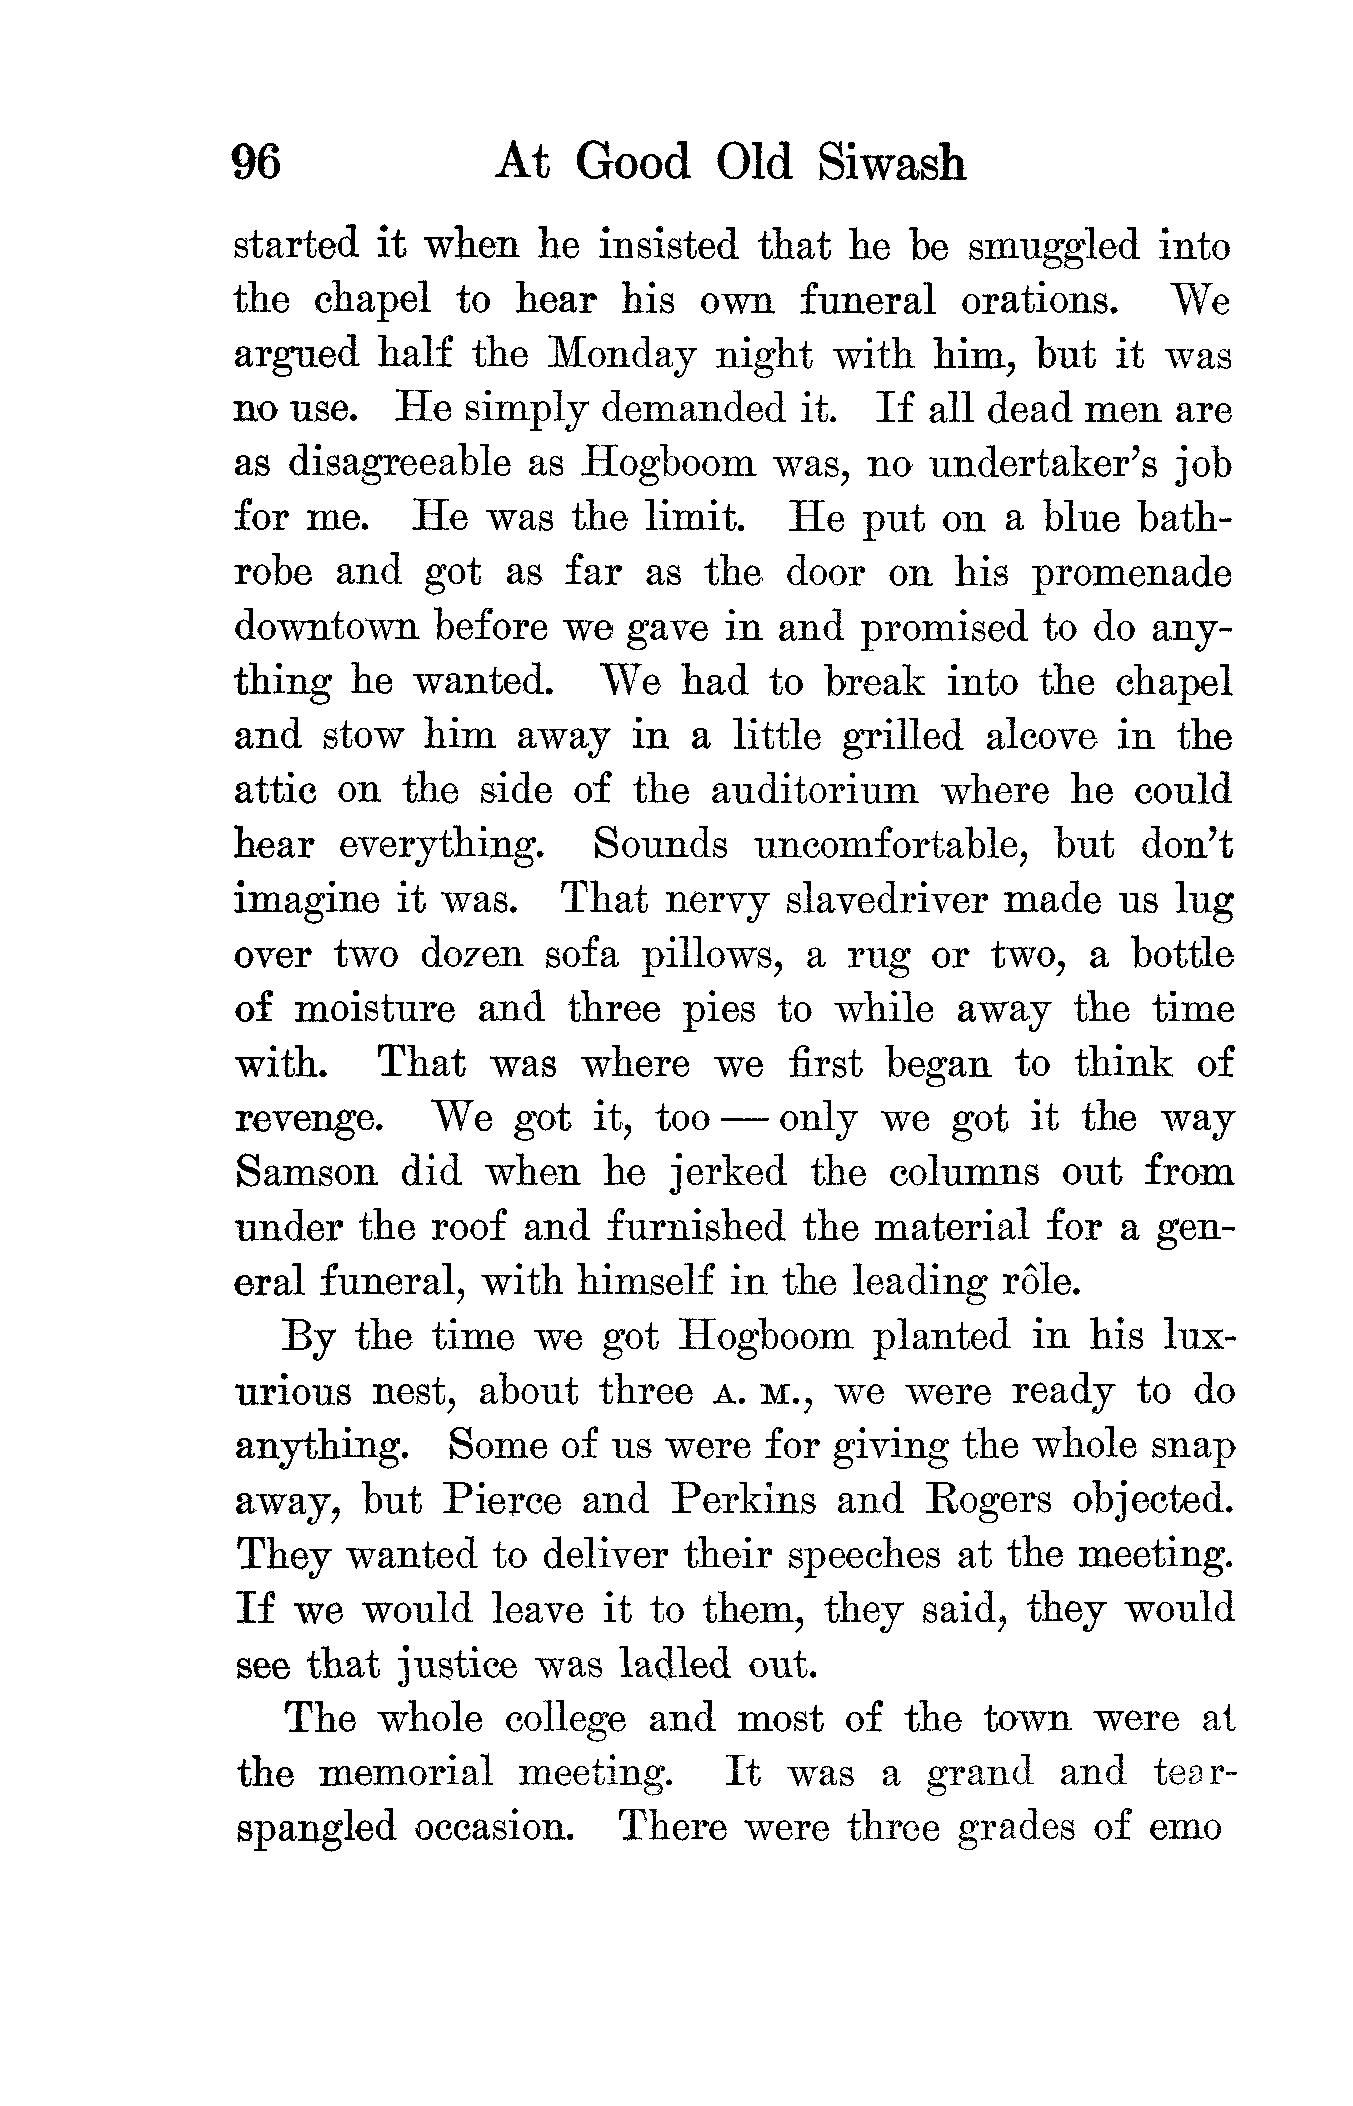 96 At Good Old Siwash
started it when he insisted that he be smuggled into
the chapel to hear his own funeral orations. We
argued half the Monday night with him, but it was
no use. He simply demanded it. If all dead men are
as disagreeable as Hogboom was, no undertaker's job
for me. He was the limit. He put on a blue bath-
robe and got as far as the door on his promenade
downtown before we gave in and promised to do any-
thing he wanted. We had to break into the chapel
and stow him away in a little grilled alcove in the
attic on the side of the auditorium where he could
hear everything. Sounds uncomfortable, but don't
imagine it was. That nervy slavedriver made us lug
over two dozen sofa pillows, a rug or two, a bottle
of moisture and three pies to while away the time
with. That was where we first began to think of
revenge. We got it, too — only we got it the way
Samson did when he jerked the columns out from
under the roof and furnished the material for a gen-
eral funeral, with himself in the leading rôle.
By the time we got Hogboom planted in his lux-
urious nest, about three A. M., we were ready to do
anything. Some of us were for giving the whole snap
away, but Pierce and Perkins and Rogers objected.
They wanted to deliver their speeches at the meeting.
If we would leave it to them, they said, they would
see that justice was ladled out.
The whole college and most of the town were at
the memorial meeting. It was a grand and tear-
spangled occasion. There were three grades of emo